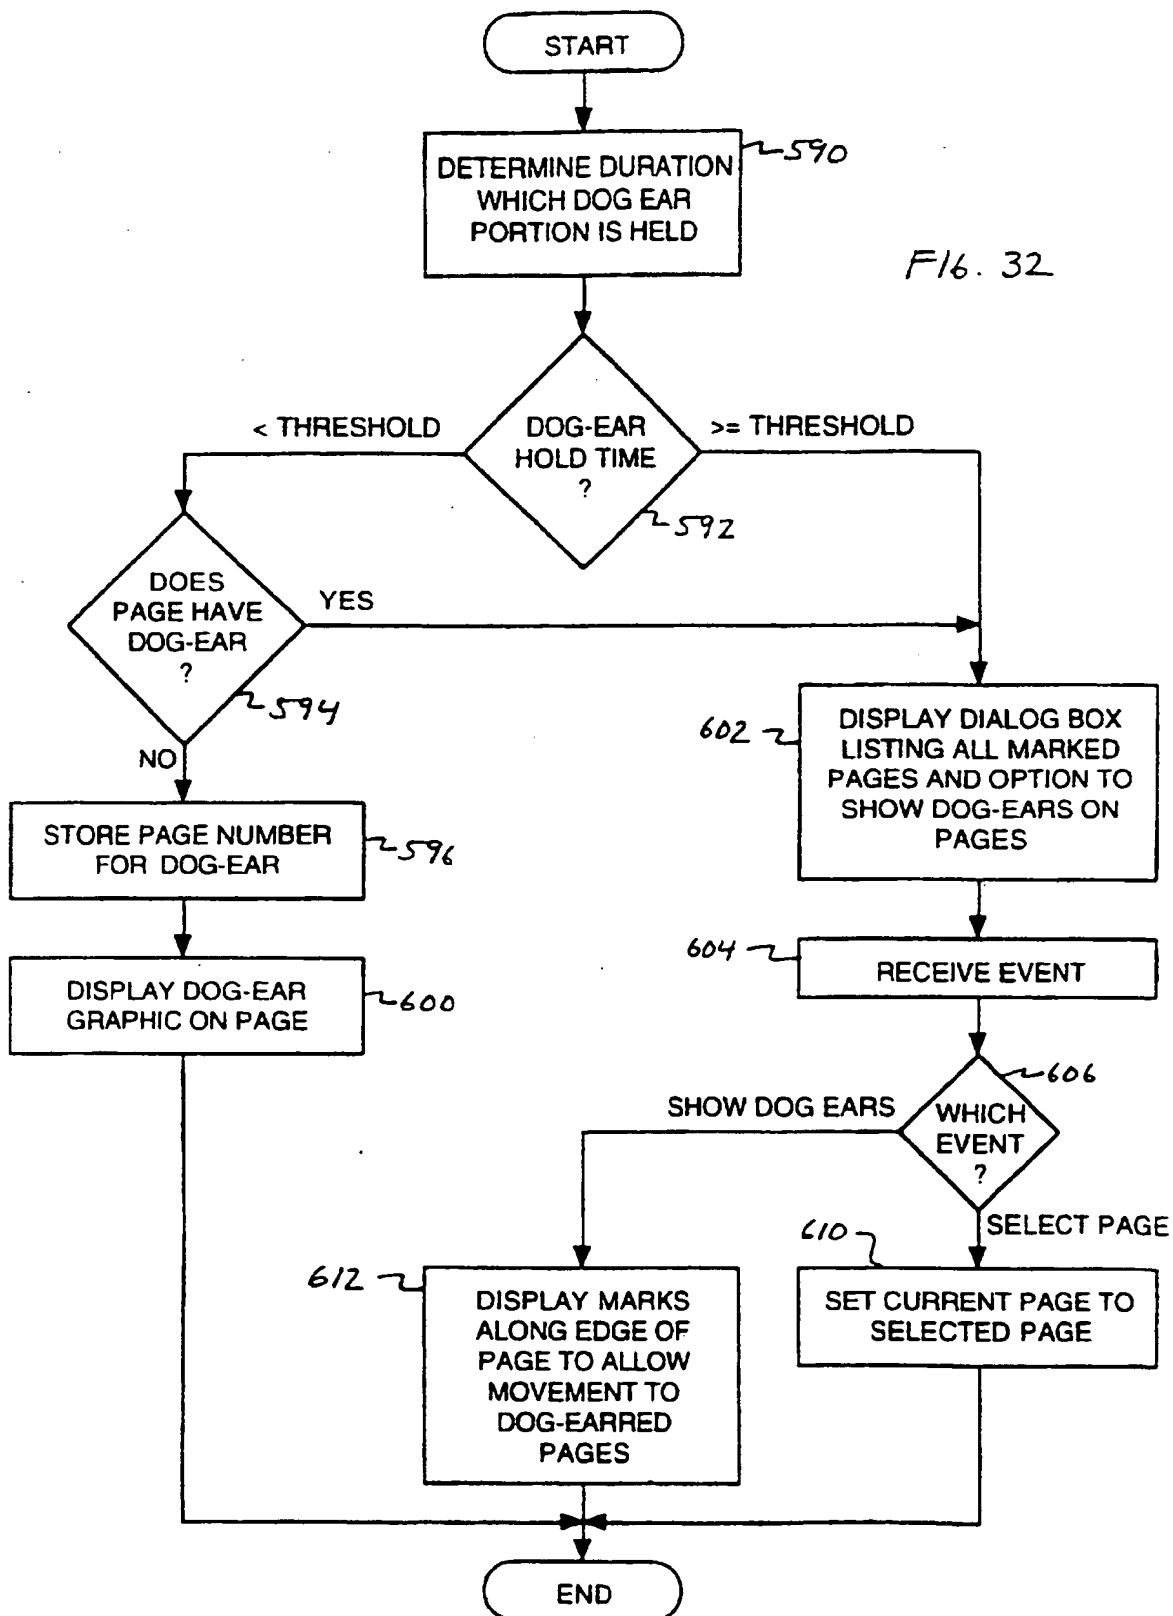 START
DETERMINE DURATION
WHICH DOG EAR
PORTION IS HELD
590
FIG. 32
< THRESHOLD
DOG-EAR
HOLD TIME
?
>= THRESHOLD
592
DOES
PAGE HAVE
DOG-EAR
?
YES
594
NO
STORE PAGE NUMBER
FOR DOG-EAR
596
DISPLAY DOG-EAR
GRAPHIC ON PAGE
600
602
DISPLAY DIALOG BOX
LISTING ALL MARKED
PAGES AND OPTION TO
SHOW DOG-EARS ON
PAGES
604
RECEIVE EVENT
606
SHOW DOG EARS
WHICH
EVENT
?
SELECT PAGE
610
SET CURRENT PAGE TO
SELECTED PAGE
612
DISPLAY MARKS
ALONG EDGE OF
PAGE TO ALLOW
MOVEMENT TO
DOG-EARRED
PAGES
END